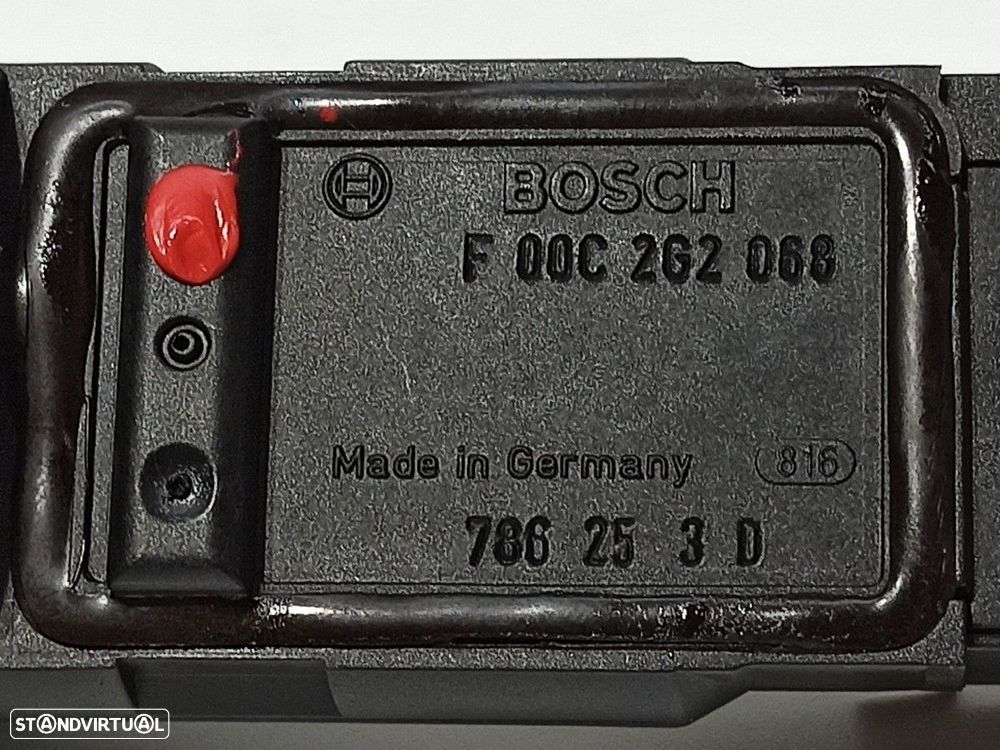 BOSCH
F 00C 2G2 068
Made in Germany 816
786 25 3 D
STANDVIRTUAL